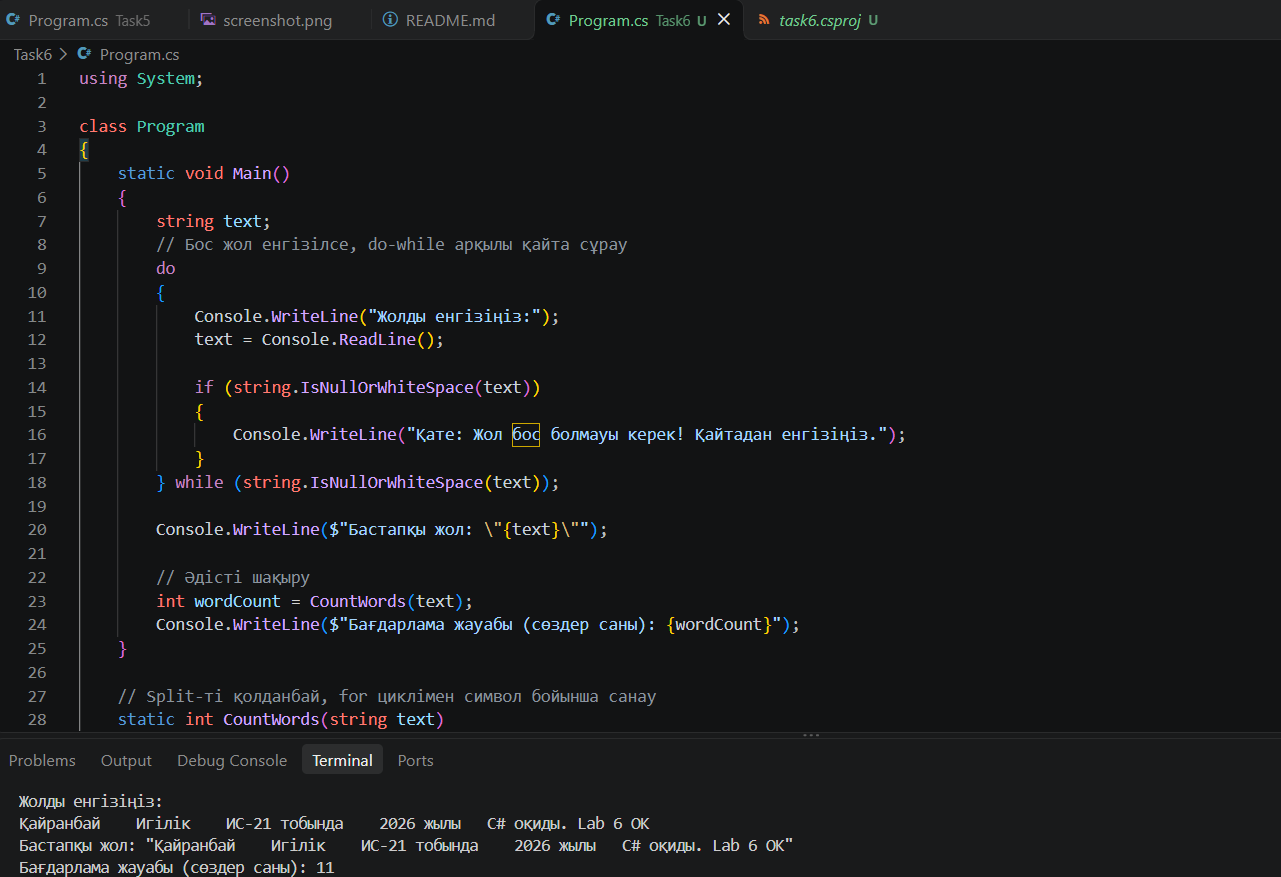 Program.cs Task5 screenshot.png README.md Program.cs Task6 U task6.csproj U
Task6 > Program.cs
1 using System;
2
3 class Program
4 {
5 static void Main()
6 {
7 string text;
8 // Бос жол енгізілсе, do-while арқылы қайта сұрау
9 do
10 {
11 Console.WriteLine("Жолды енгізіңіз:");
12 text = Console.ReadLine();
13
14 if (string.IsNullOrWhiteSpace(text))
15 {
16 Console.WriteLine("Қате: Жол бос болмауы керек! Қайтадан енгізіңіз.");
17 }
18 } while (string.IsNullOrWhiteSpace(text));
19
20 Console.WriteLine($"Бастапқы жол: \"{text}\"");
21
22 // Әдісті шақыру
23 int wordCount = CountWords(text);
24 Console.WriteLine($"Бағдарлама жауабы (сөздер саны): {wordCount}");
25 }
26
27 // Split-ті қолданбай, for циклімен символ бойынша санау
28 static int CountWords(string text)
Problems Output Debug Console Terminal Ports
Жолды енгізіңіз:
Қайранбай    Игілік    ИС-21 тобында    2026 жылы   C# оқиды. Lab 6 OK
Бастапқы жол: "Қайранбай    Игілік    ИС-21 тобында    2026 жылы   C# оқиды. Lab 6 OK"
Бағдарлама жауабы (сөздер саны): 11